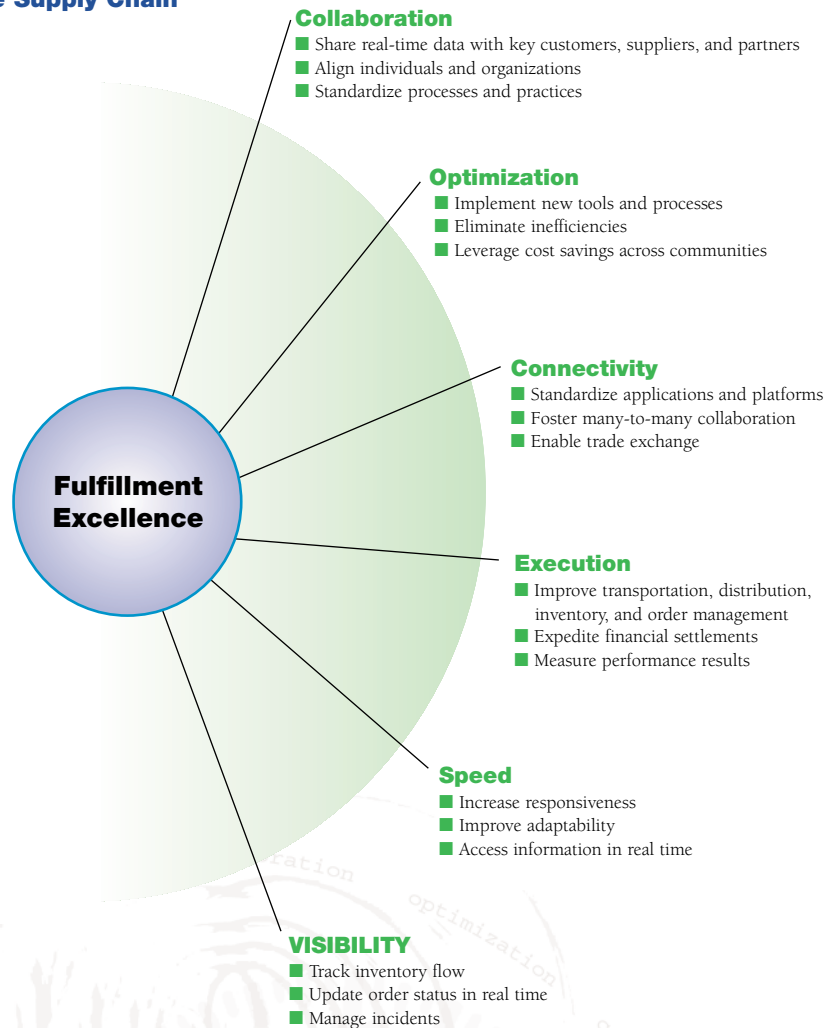 e Supply Chain
Collaboration
■ Share real-time data with key customers, suppliers, and partners
■ Align individuals and organizations
■ Standardize processes and practices
Optimization
■ Implement new tools and processes
■ Eliminate inefficiencies
■ Leverage cost savings across communities
Connectivity
■ Standardize applications and platforms
■ Foster many-to-many collaboration
■ Enable trade exchange
Fulfillment
Excellence
Execution
■ Improve transportation, distribution,
inventory, and order management
■ Expedite financial settlements
■ Measure performance results
Speed
■ Increase responsiveness
■ Improve adaptability
■ Access information in real time
ration
optimization
VISIBILITY
■ Track inventory flow
■ Update order status in real time
■ Manage incidents